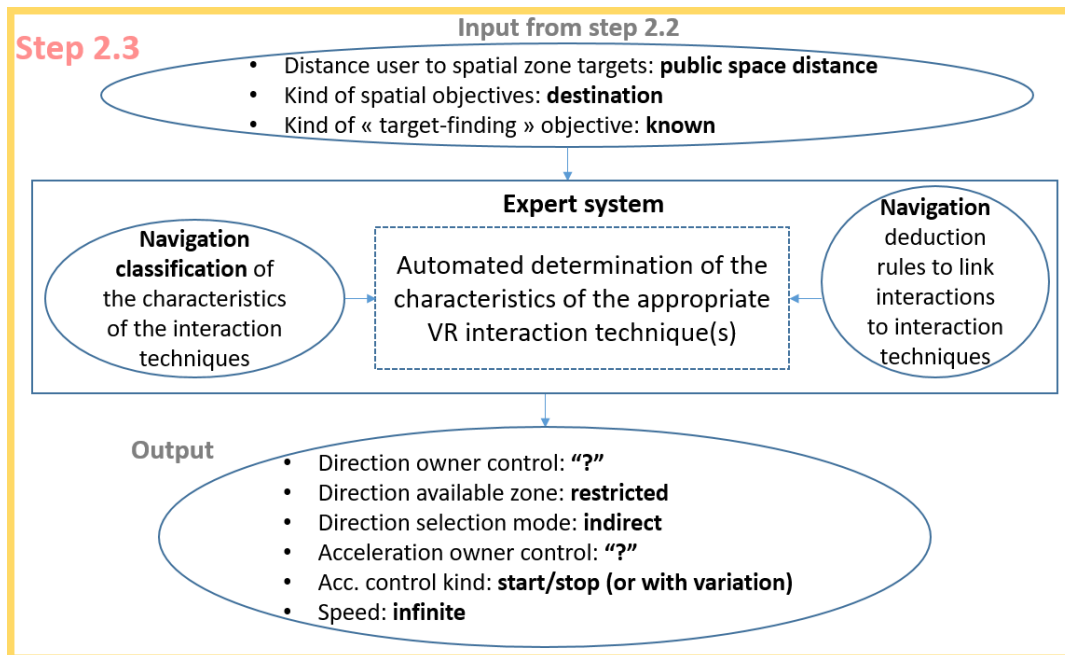 Input from step 2.2
Step 2.3
• Distance user to spatial zone targets: public space distance
• Kind of spatial objectives: destination
• Kind of « target-finding » objective: known
Expert system
Navigation
classification of
the characteristics
of the interaction
techniques
Automated determination of the
characteristics of the appropriate
VR interaction technique(s)
Navigation
deduction
rules to link
interactions
to interaction
techniques
Output
• Direction owner control: “?”
• Direction available zone: restricted
• Direction selection mode: indirect
• Acceleration owner control: “?”
• Acc. control kind: start/stop (or with variation)
• Speed: infinite